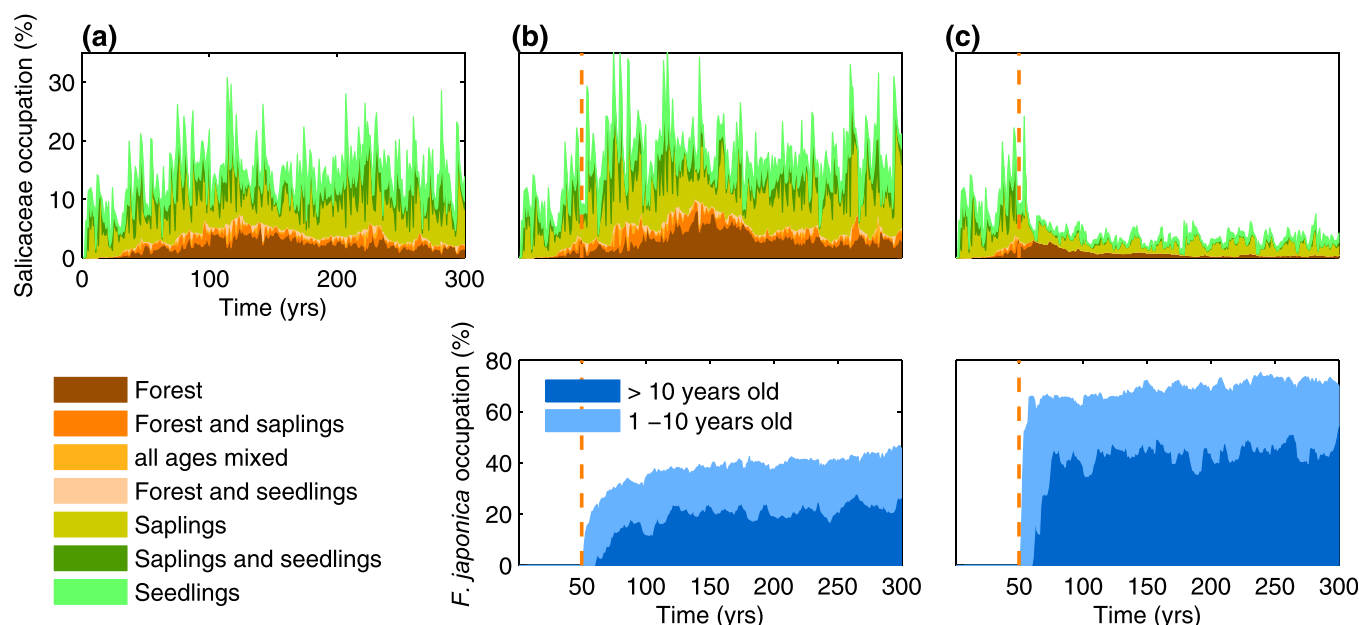 (a)
(b)
(c)
Salicaceae occupation (%)
30
20
10
0
0
100
200
300
Time (yrs)
Forest
Forest and saplings
all ages mixed
Forest and seedlings
Saplings
Saplings and seedlings
Seedlings
F. japonica occupation (%)
80
60
40
20
0
> 10 years old
1 −10 years old
50
100
150
200
250
300
Time (yrs)
50
100
150
200
250
300
Time (yrs)